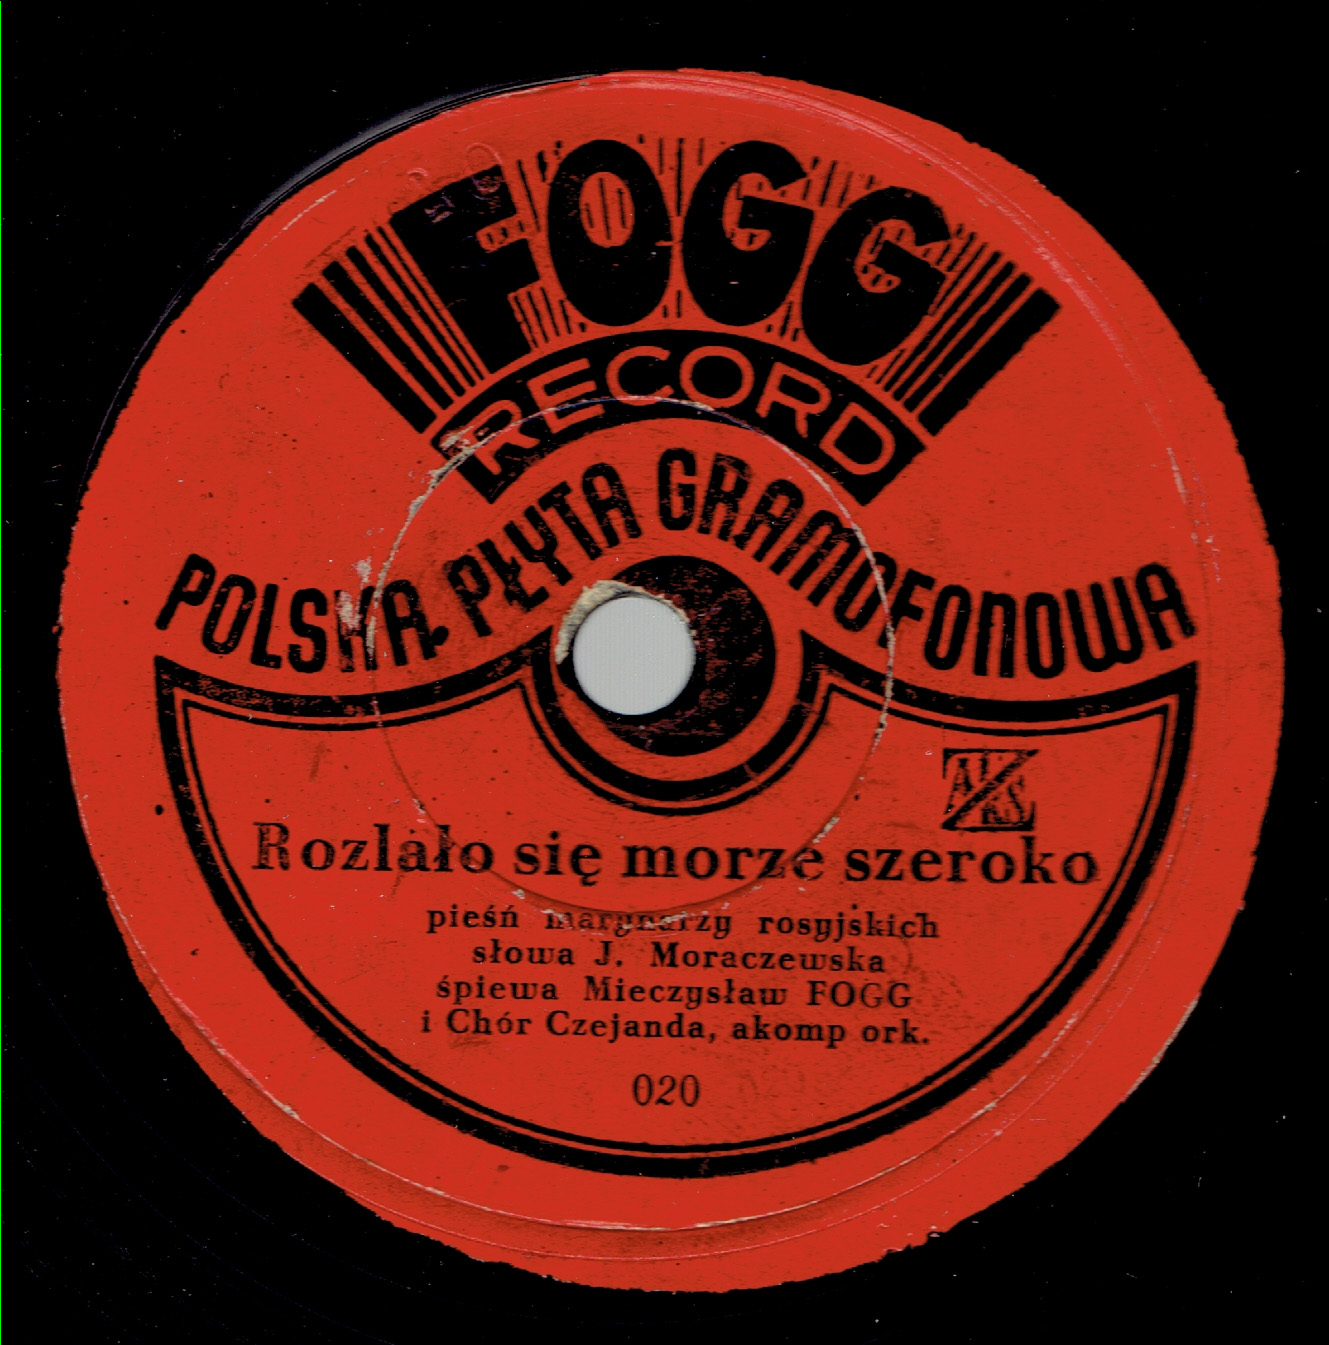 FOGG
RECORD
POLSKA PŁYTA GRAMOFONOWA
Rozlało się morze szeroko
pieśń marynarzy rosyjskich
słowa J. Moraczewska
śpiewa Mieczysław FOGG
i Chór Czejanda, akomp ork.
020